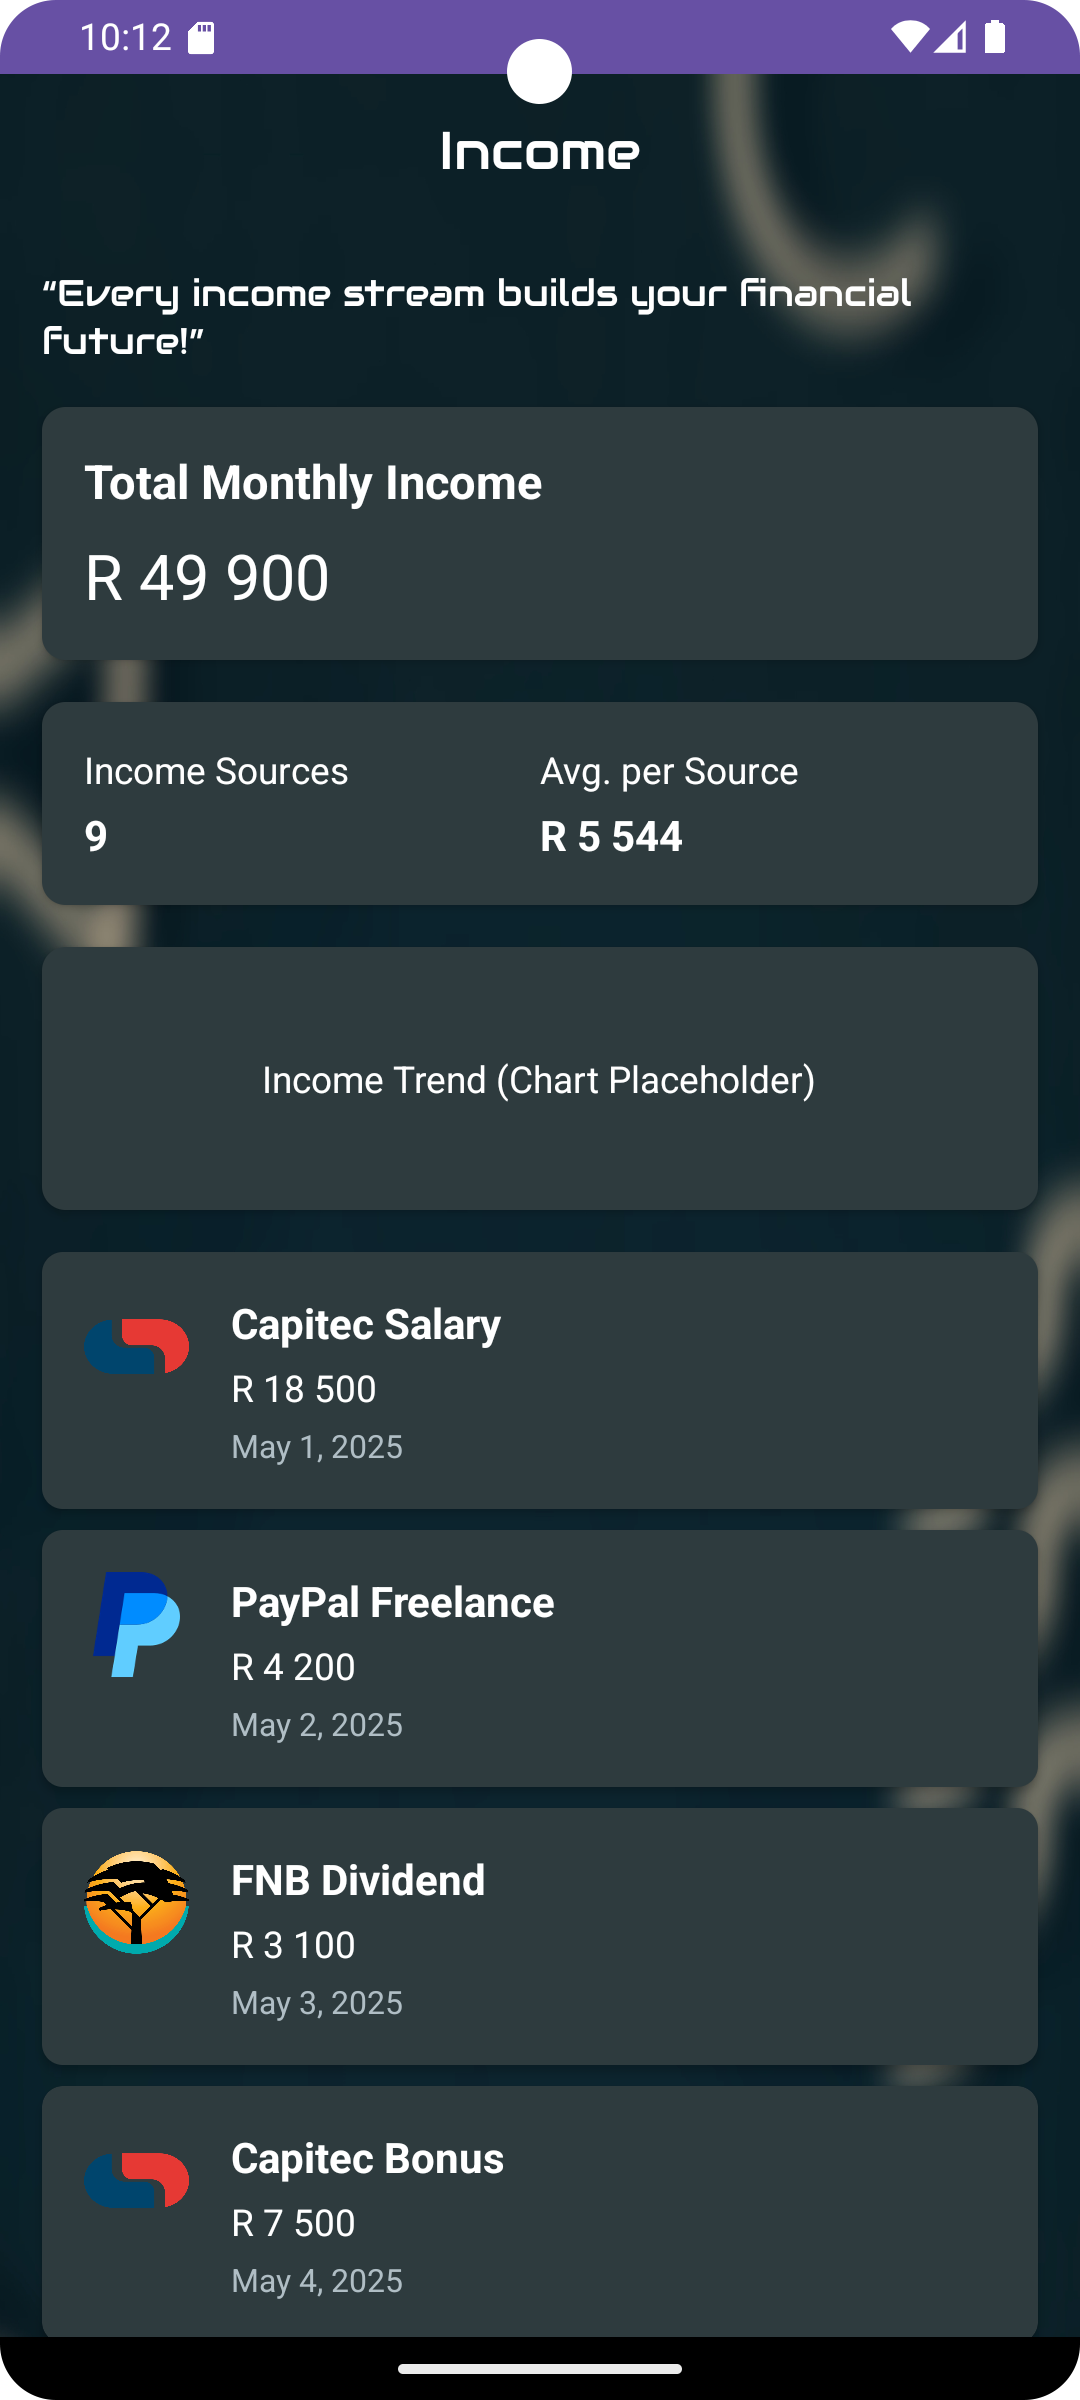 10:12
Income
“Every income stream builds your financial
future!”
Total Monthly Income
R 49 900
Income Sources
Avg. per Source
9
R 5 544
Income Trend (Chart Placeholder)
Capitec Salary
R 18 500
May 1, 2025
PayPal Freelance
R 4 200
May 2, 2025
FNB Dividend
R 3 100
May 3, 2025
Capitec Bonus
R 7 500
May 4, 2025